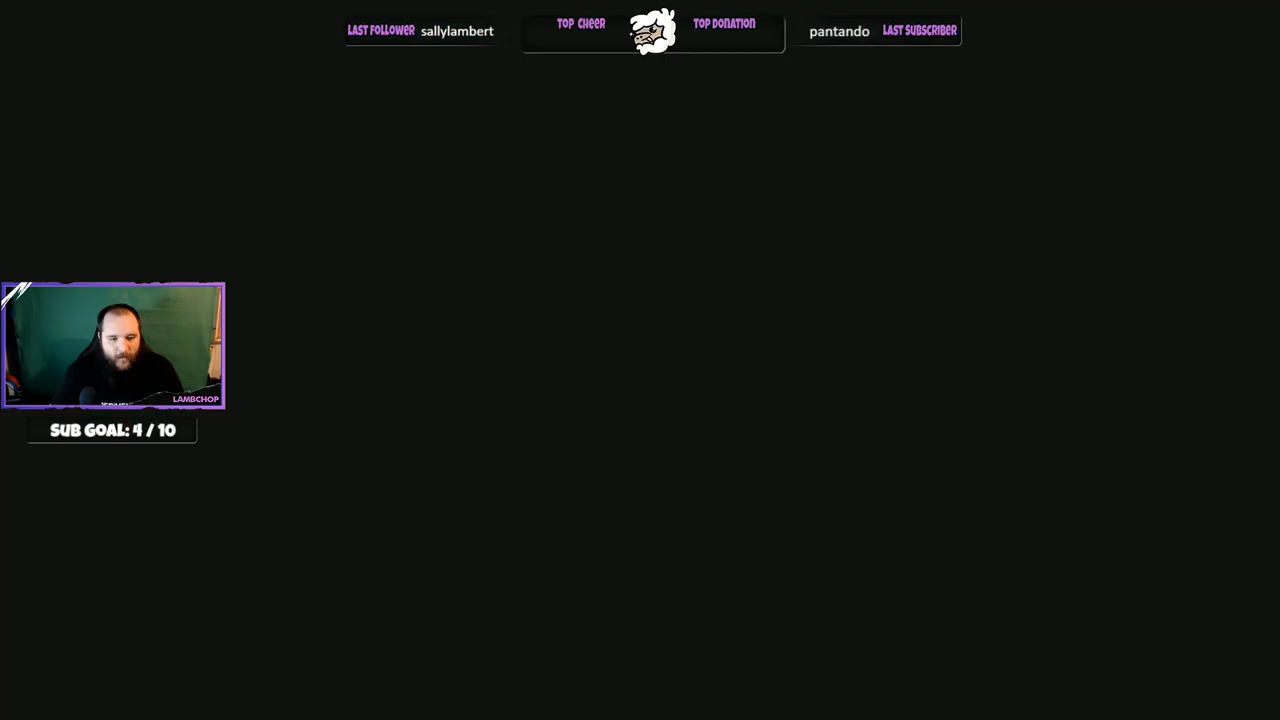 LAST FOLLOWER sallylambert
TOP CHEER
TOP DONATION
pantando LAST SUBSCRIBER
LAMBCHOP
SUB GOAL: 4 / 10